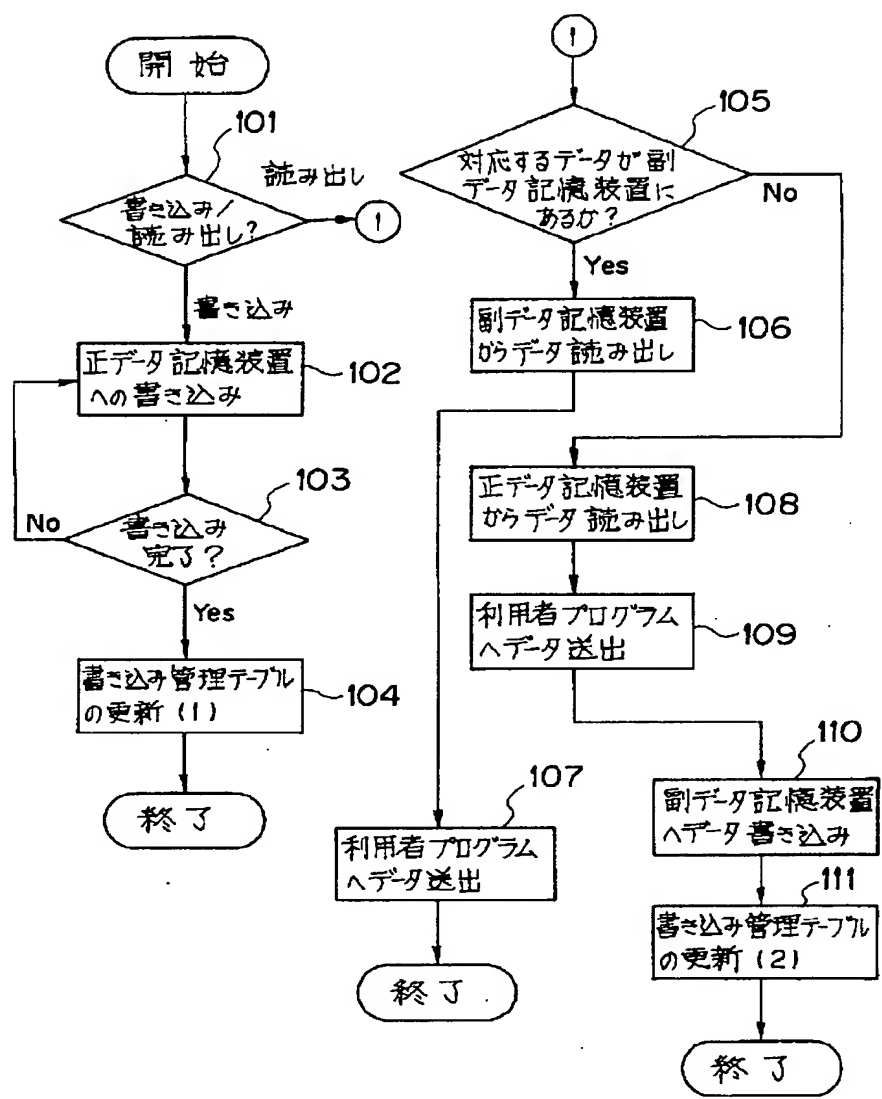 開始
101
読み出し
書き込み/
読み出し?
1
書き込み
正データ記憶装置
への書き込み
102
103
No
書き込み
完了?
Yes
書き込み管理テーブル
の更新(1)
104
終了
1
105
対応するデータが副
データ記憶装置に
あるか?
No
Yes
副データ記憶装置
からデータ読み出し
106
正データ記憶装置
からデータ読み出し
108
利用者プログラム
へデータ送出
109
107
利用者プログラム
へデータ送出
終了
110
副データ記憶装置
へデータ書き込み
111
書き込み管理テーブル
の更新(2)
終了